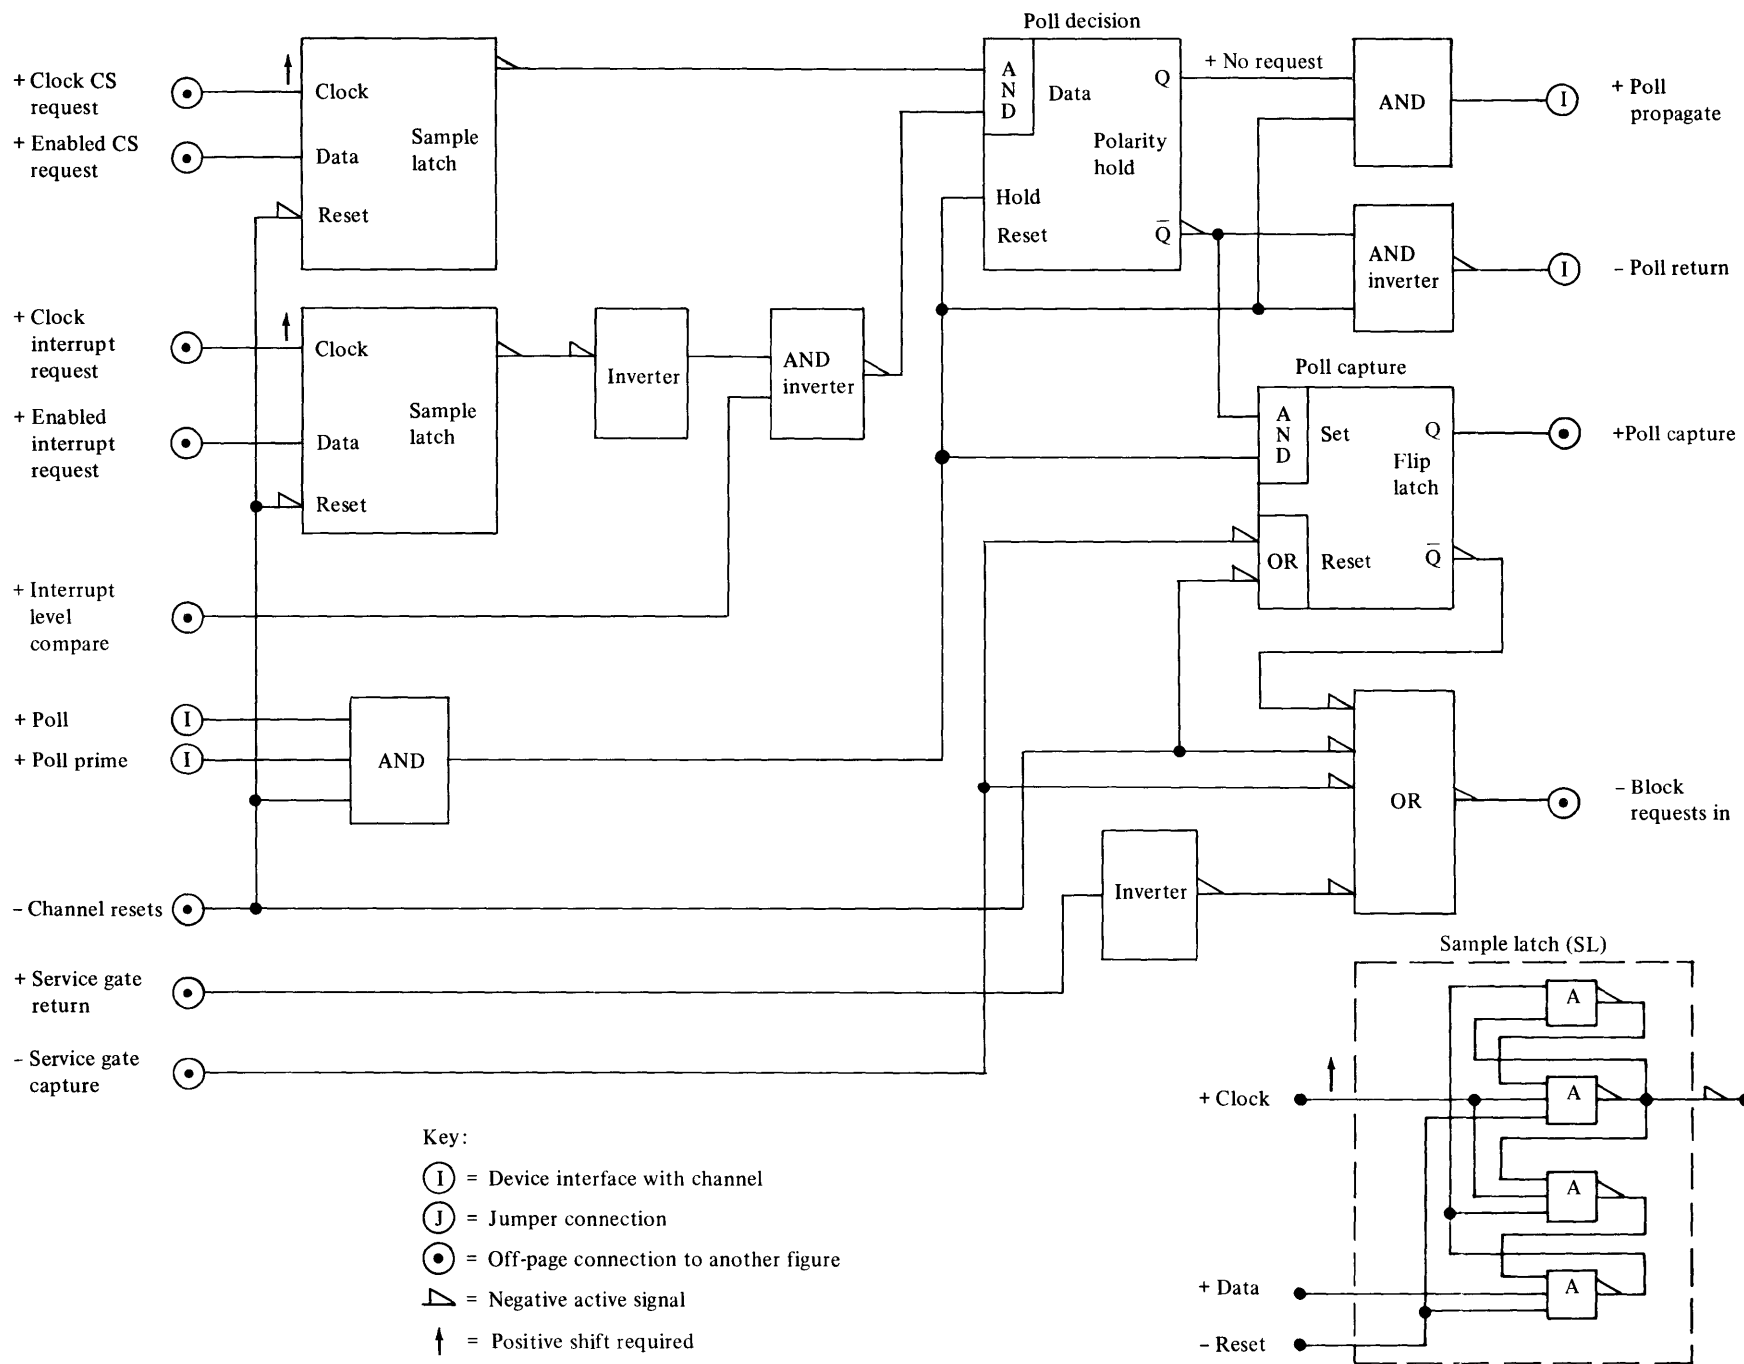 Poll decision
+ Clock CS
request
+ Enabled CS
request
Clock
Data
Reset
Sample
latch
A
N
D
Data
Q
Polarity
hold
Hold
Reset
Q̅
+ No request
AND
+ Poll
propagate
I
AND
inverter
I
– Poll return
+ Clock
interrupt
request
+ Enabled
interrupt
request
Clock
Sample
latch
Data
Reset
Inverter
AND
inverter
Poll capture
A
N
D
Set
Q
Flip
latch
OR
Reset
Q̅
+Poll capture
+ Interrupt
level
compare
+ Poll
I
+ Poll prime
I
AND
OR
– Block
requests in
Inverter
– Channel resets
+ Service gate
return
– Service gate
capture
Key:
I = Device interface with channel
J = Jumper connection
= Off-page connection to another figure
= Negative active signal
= Positive shift required
Sample latch (SL)
A
A
A
A
+ Clock
+ Data
– Reset